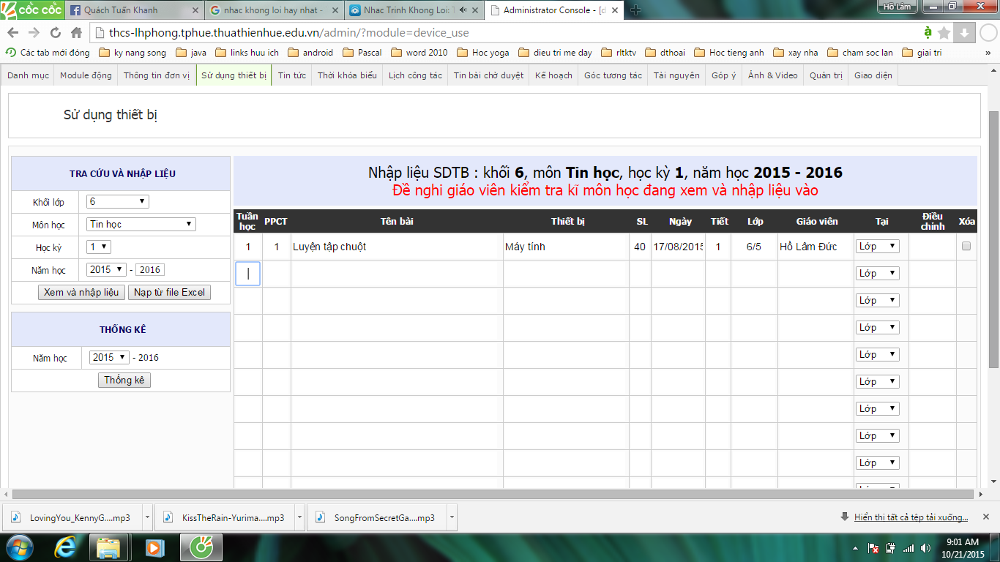 cốc cốc
Quách Tuấn Khanh
nhac khong loi hay nhat -
Nhac Trinh Khong Loi: T
Administrator Console - [d
Hồ Lâm
thcs-lhphong.tphue.thuathienhue.edu.vn/admin/?module=device_use
Các tab mới đóng ky nang song java links huu ich android Pascal word 2010 Hoc yoga dieu tri me day rltktv dthoai Hoc tieng anh xay nha cham soc lan giai tri »
Danh mục Module động Thông tin đơn vị Sử dụng thiết bị Tin tức Thời khóa biểu Lịch công tác Tin bài chờ duyệt Kế hoạch Góc tương tác Tài nguyên Góp ý Ảnh & Video Quản trị Giao diện
Sử dụng thiết bị
TRA CỨU VÀ NHẬP LIỆU
Khối lớp 6
Môn học Tin học
Học kỳ 1
Năm học 2015 - 2016
Xem và nhập liệu Nạp từ file Excel
THỐNG KÊ
Năm học 2015 - 2016
Thống kê
Nhập liệu SDTB : khối 6, môn Tin học, học kỳ 1, năm học 2015 - 2016
Đề nghi giáo viên kiểm tra kĩ môn học đang xem và nhập liệu vào
Tuần học PPCT Tên bài Thiết bị SL Ngày Tiết Lớp Giáo viên Tại Điều chỉnh Xóa
1 1 Luyện tập chuột Máy tính 40 17/08/2015 1 6/5 Hồ Lâm Đức Lớp
Lớp
Lớp
Lớp
Lớp
Lớp
Lớp
Lớp
Lớp
LovingYou_KennyG....mp3 KissTheRain-Yurima....mp3 SongFromSecretGa....mp3 Hiển thị tất cả tệp tải xuống...
9:01 AM
10/21/2015